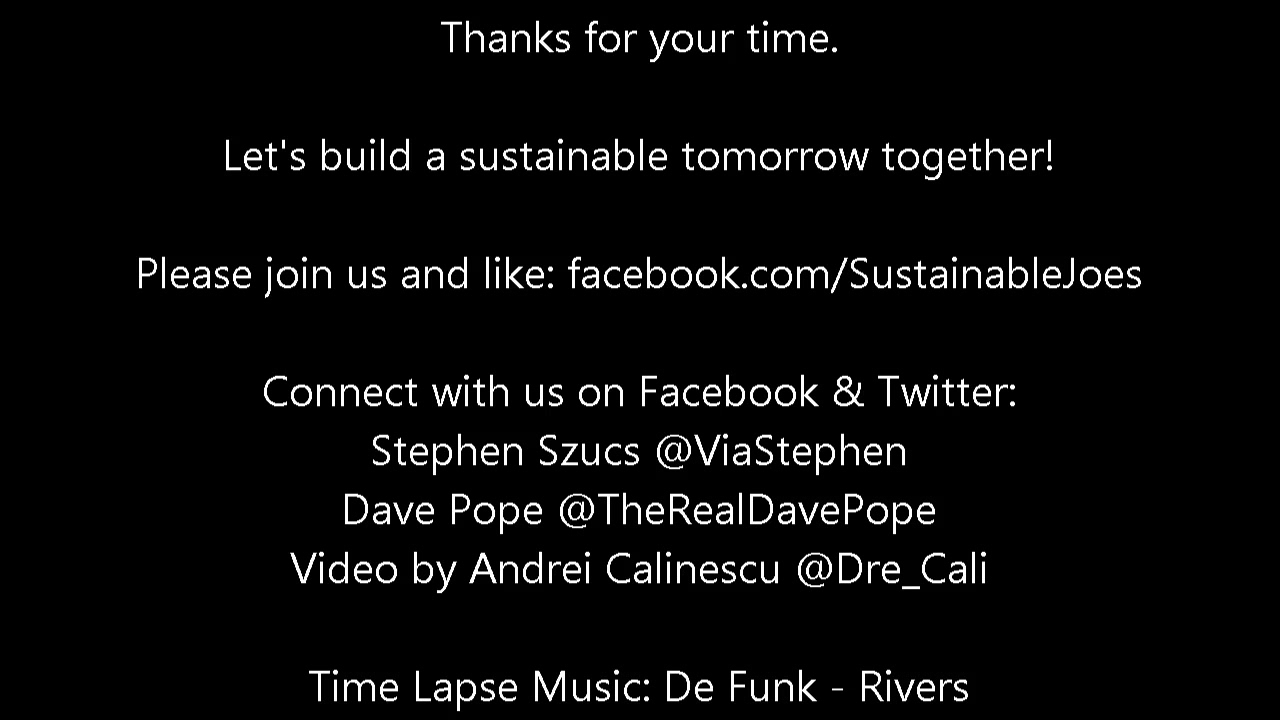 Thanks for your time.
Let's build a sustainable tomorrow together!
Please join us and like: facebook.com/SustainableJoes
Connect with us on Facebook & Twitter:
Stephen Szucs @ViaStephen
Dave Pope @TheRealDavePope
Video by Andrei Calinescu @Dre_Cali
Time Lapse Music: De Funk - Rivers